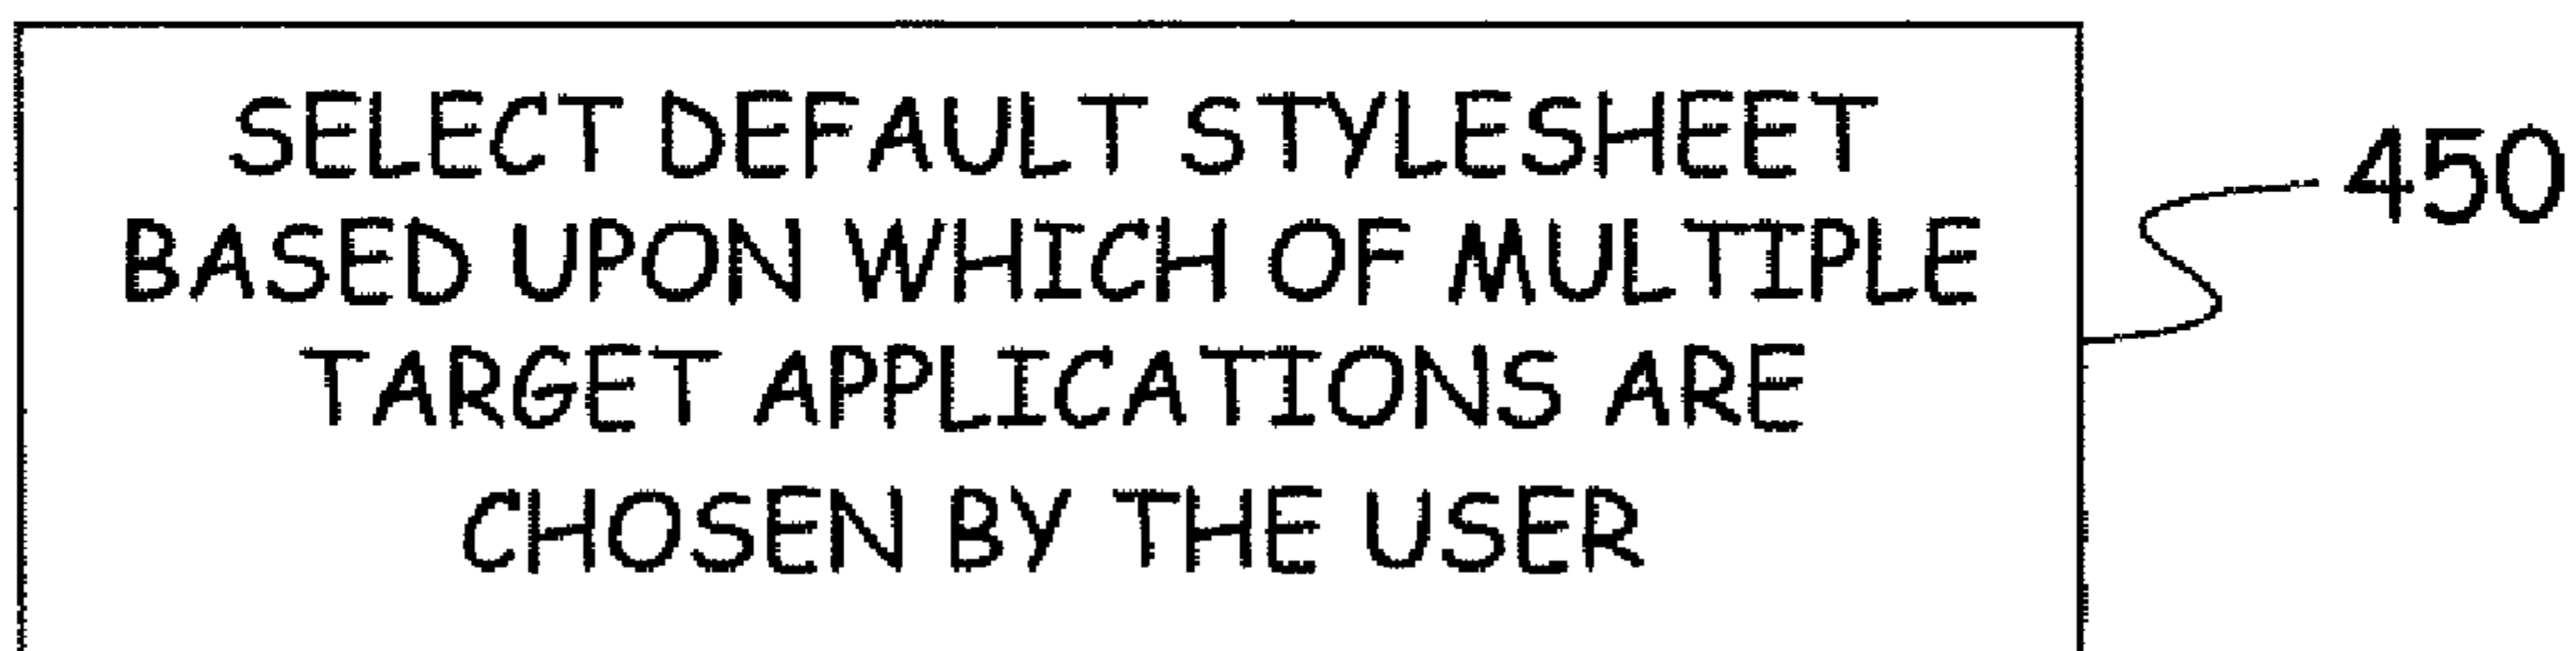 SELECT DEFAULT STYLESHEET
BASED UPON WHICH OF MULTIPLE
TARGET APPLICATIONS ARE
CHOSEN BY THE USER
450